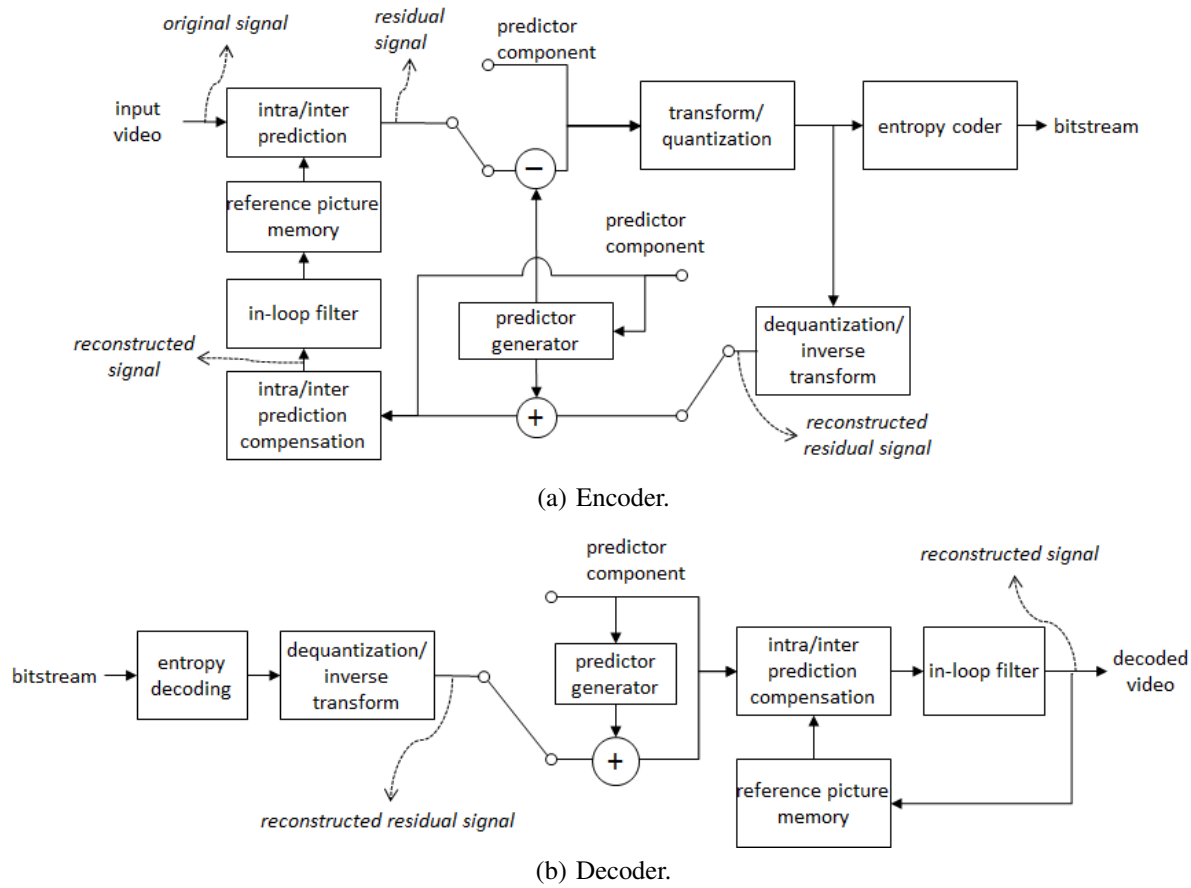 original signal
residual
signal
predictor
component
input
video
intra/inter
prediction
−
transform/
quantization
entropy coder
bitstream
reference picture
memory
predictor
component
in-loop filter
predictor
generator
dequantization/
inverse
transform
reconstructed
signal
intra/inter
prediction
compensation
+
reconstructed
residual signal
(a) Encoder.
predictor
component
reconstructed signal
bitstream
entropy
decoding
dequantization/
inverse
transform
predictor
generator
intra/inter
prediction
compensation
in-loop filter
decoded
video
+
reference picture
memory
reconstructed residual signal
(b) Decoder.